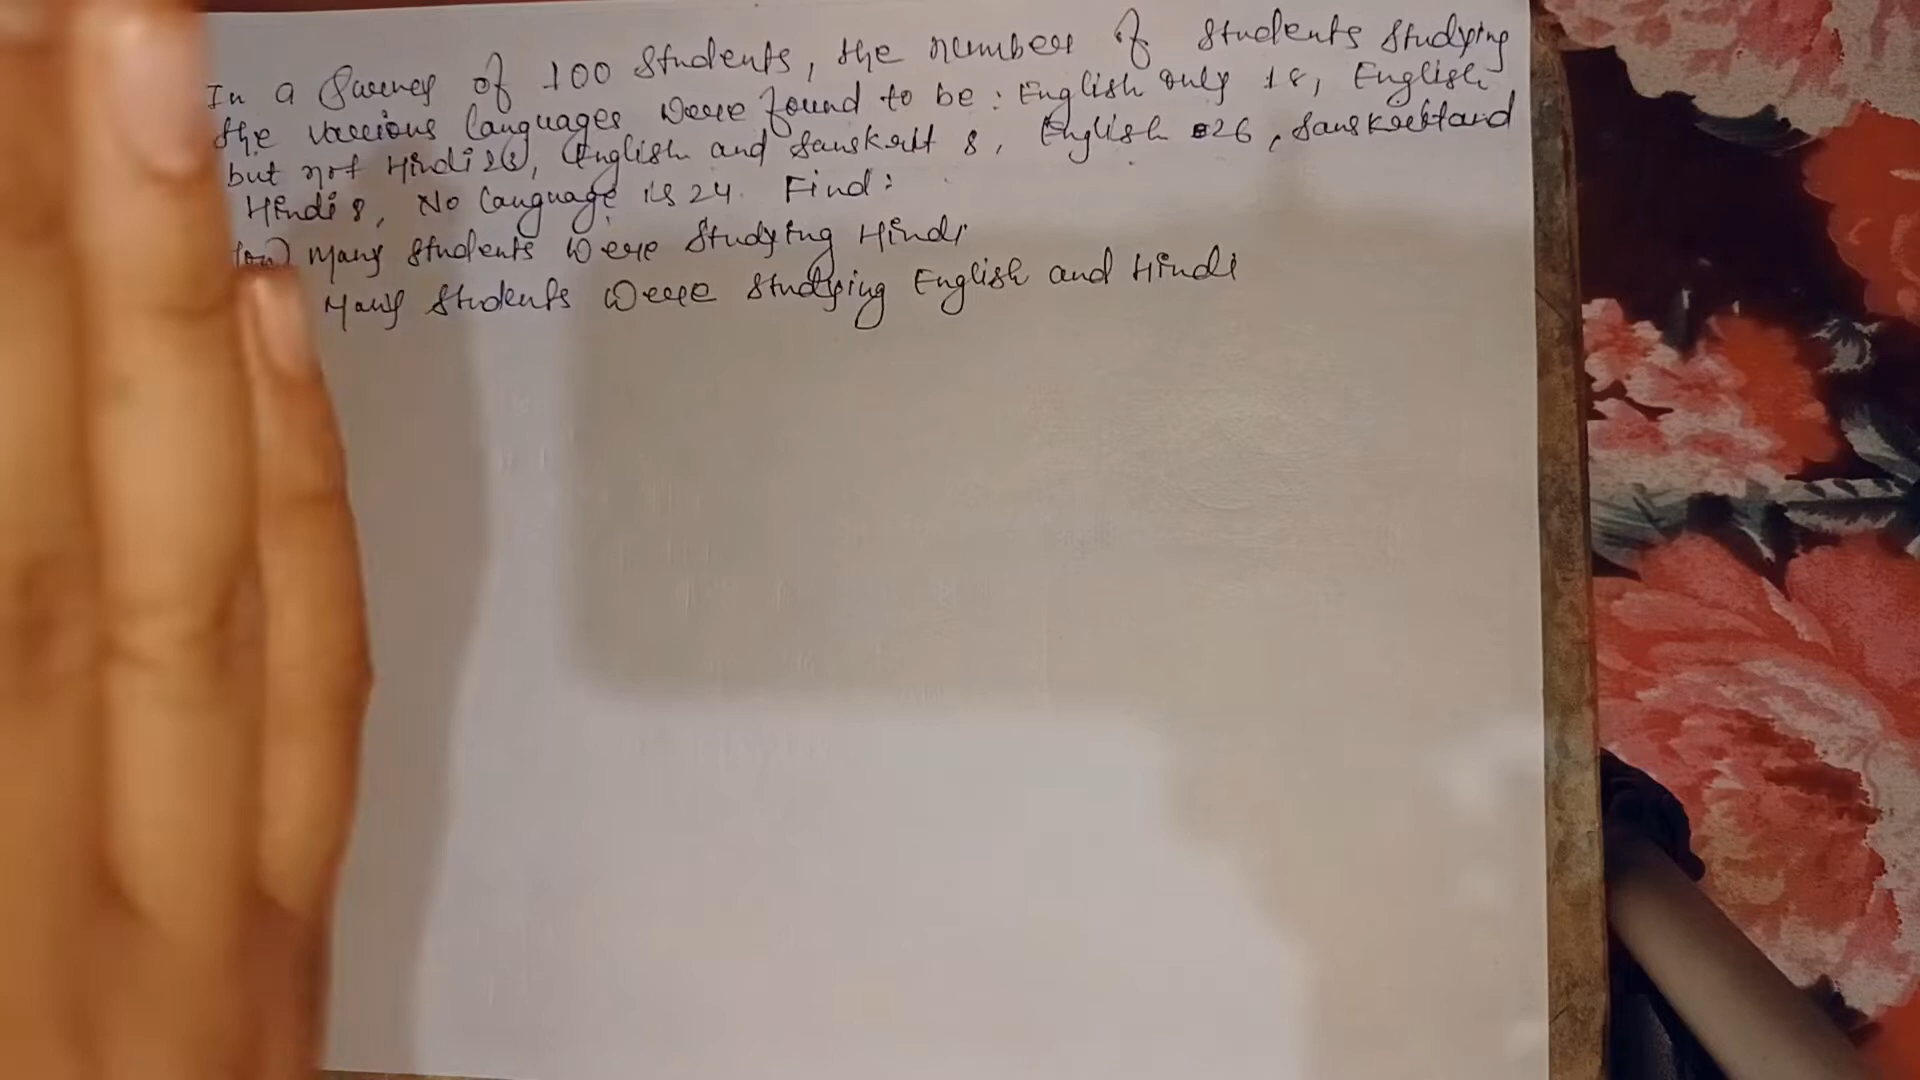 In a Survey of 100 Students, the number of Students Studying
the various languages were found to be: English only 18, English
but not Hindi 23, English and Sanskrit 8, English 26, Sanskrit and
Hindi 8, No language is 24. Find:
Many Students were Studying Hindi
Many Students were Studying English and Hindi